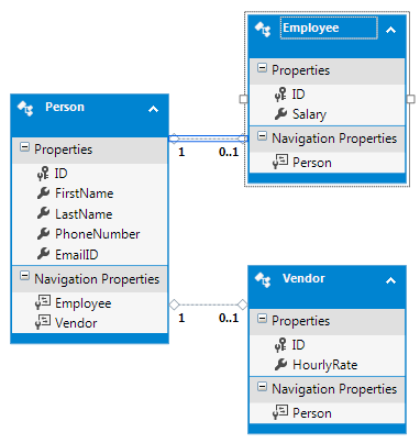 Employee
Properties
ID
Salary
Navigation Properties
Person
Person
Properties
ID
FirstName
LastName
PhoneNumber
EmailID
Navigation Properties
Employee
Vendor
1 0..1
1 0..1
Vendor
Properties
ID
HourlyRate
Navigation Properties
Person